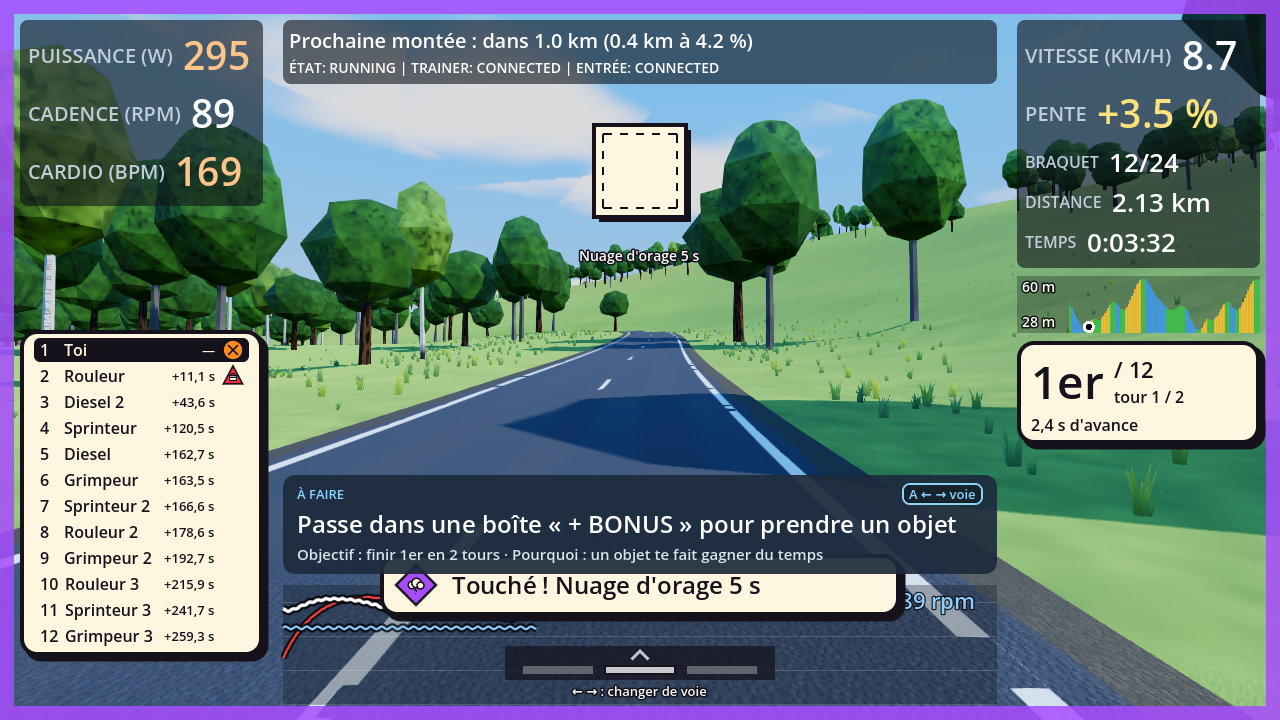 PUISSANCE (W) 295
CADENCE (RPM) 89
CARDIO (BPM) 169
Prochaine montée : dans 1.0 km (0.4 km à 4.2 %)
ÉTAT: RUNNING | TRAINER: CONNECTED | ENTRÉE: CONNECTED
VITESSE (KM/H) 8.7
PENTE +3.5 %
BRAQUET 12/24
DISTANCE 2.13 km
TEMPS 0:03:32
60 m
28 m
Nuage d'orage 5 s
1 Toi —
2 Rouleur +11,1 s
3 Diesel 2 +43,6 s
4 Sprinteur +120,5 s
5 Diesel +162,7 s
6 Grimpeur +163,5 s
7 Sprinteur 2 +166,6 s
8 Rouleur 2 +178,6 s
9 Grimpeur 2 +192,7 s
10 Rouleur 3 +215,9 s
11 Sprinteur 3 +241,7 s
12 Grimpeur 3 +259,3 s
1er / 12
tour 1 / 2
2,4 s d'avance
À FAIRE
A ← → voie
Passe dans une boîte « + BONUS » pour prendre un objet
Objectif : finir 1er en 2 tours · Pourquoi : un objet te fait gagner du temps
Touché ! Nuage d'orage 5 s
89 rpm
← → : changer de voie